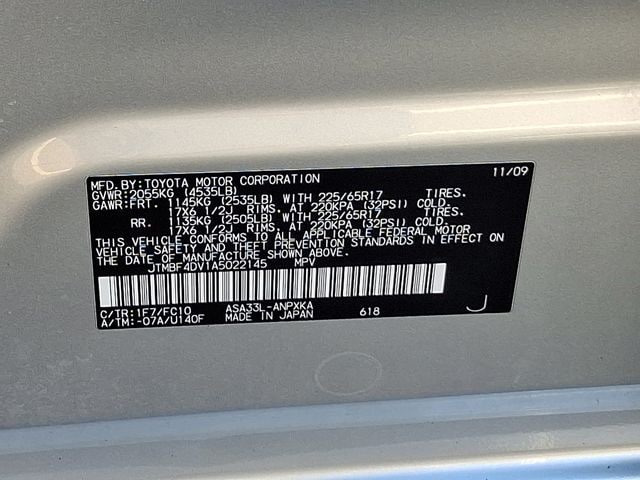 MFD.BY:TOYOTA MOTOR CORPORATION 11/09
GVWR:2055KG (4535LB)
GAWR:FRT. 1145KG (2535LB) WITH 225/65R17 TIRES.
17X6 1/2J RIMS. AT 220KPA (32PSI) COLD.
RR. 1135KG (2505LB) WITH 225/65R17 TIRES.
17X6 1/2J RIMS. AT 220KPA (32PSI) COLD.
THIS VEHICLE CONFORMS TO ALL APPLICABLE FEDERAL MOTOR
VEHICLE SAFETY AND THEFT PREVENTION STANDARDS IN EFFECT ON
THE DATE OF MANUFACTURE SHOWN ABOVE.
JTMBF4DV1A5022145 MPV
C/TR:1F7/FC10 ASA33L-ANPXKA 618 J
A/TM:-07A/U140F MADE IN JAPAN